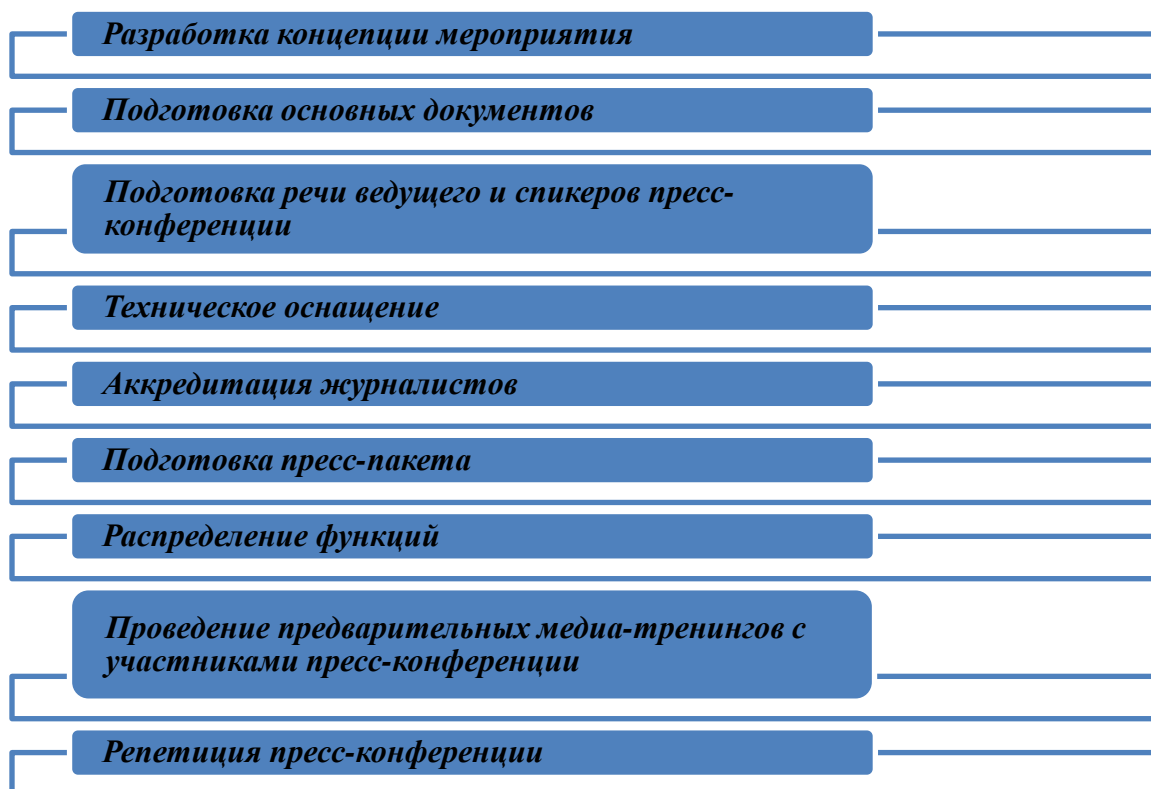 Разработка концепции мероприятия
Подготовка основных документов
Подготовка речи ведущего и спикеров пресс-
конференции
Техническое оснащение
Аккредитация журналистов
Подготовка пресс-пакета
Распределение функций
Проведение предварительных медиа-тренингов с
участниками пресс-конференции
Репетиция пресс-конференции